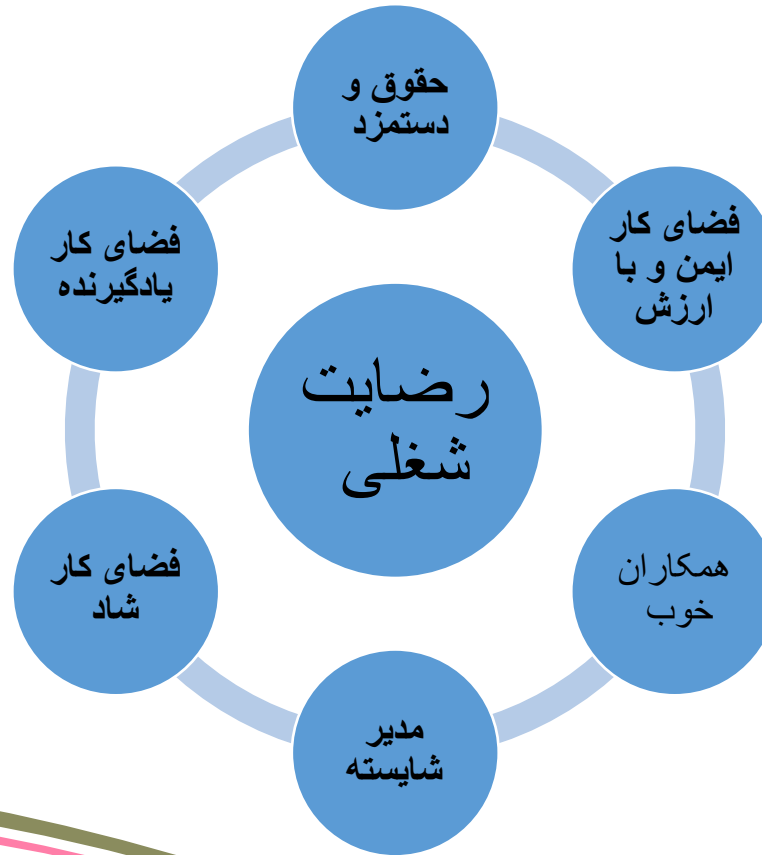 حقوق و
دستمزد
فضای کار
ایمن و با
ارزش
همکاران
خوب
مدیر
شایسته
فضای کار
شاد
فضای کار
یادگیرنده
رضایت
شغلی